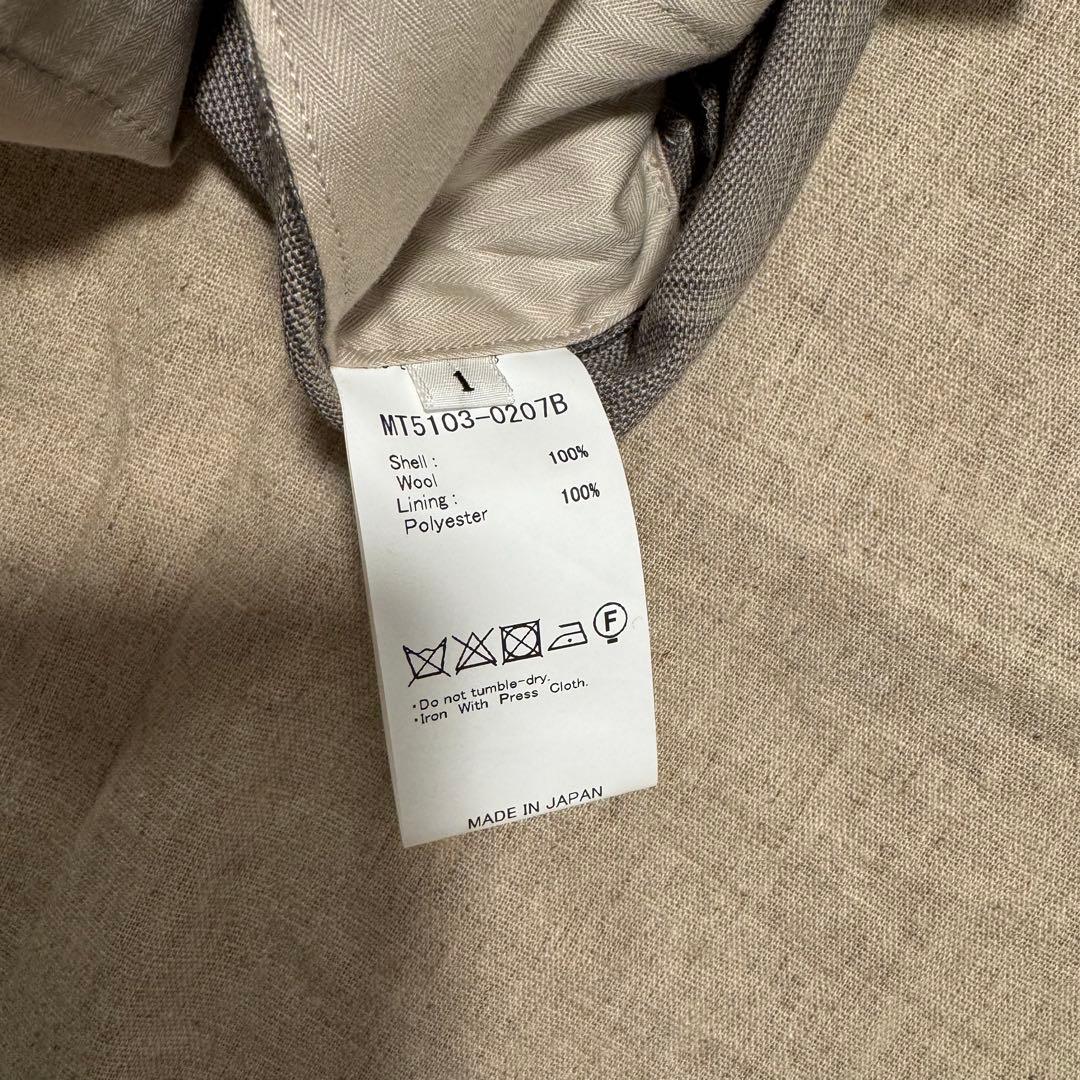 1
MT5103-0207B
Shell : 100%
Wool
Lining : 100%
Polyester
F
・Do not tumble-dry.
・Iron With Press Cloth.
MADE IN JAPAN